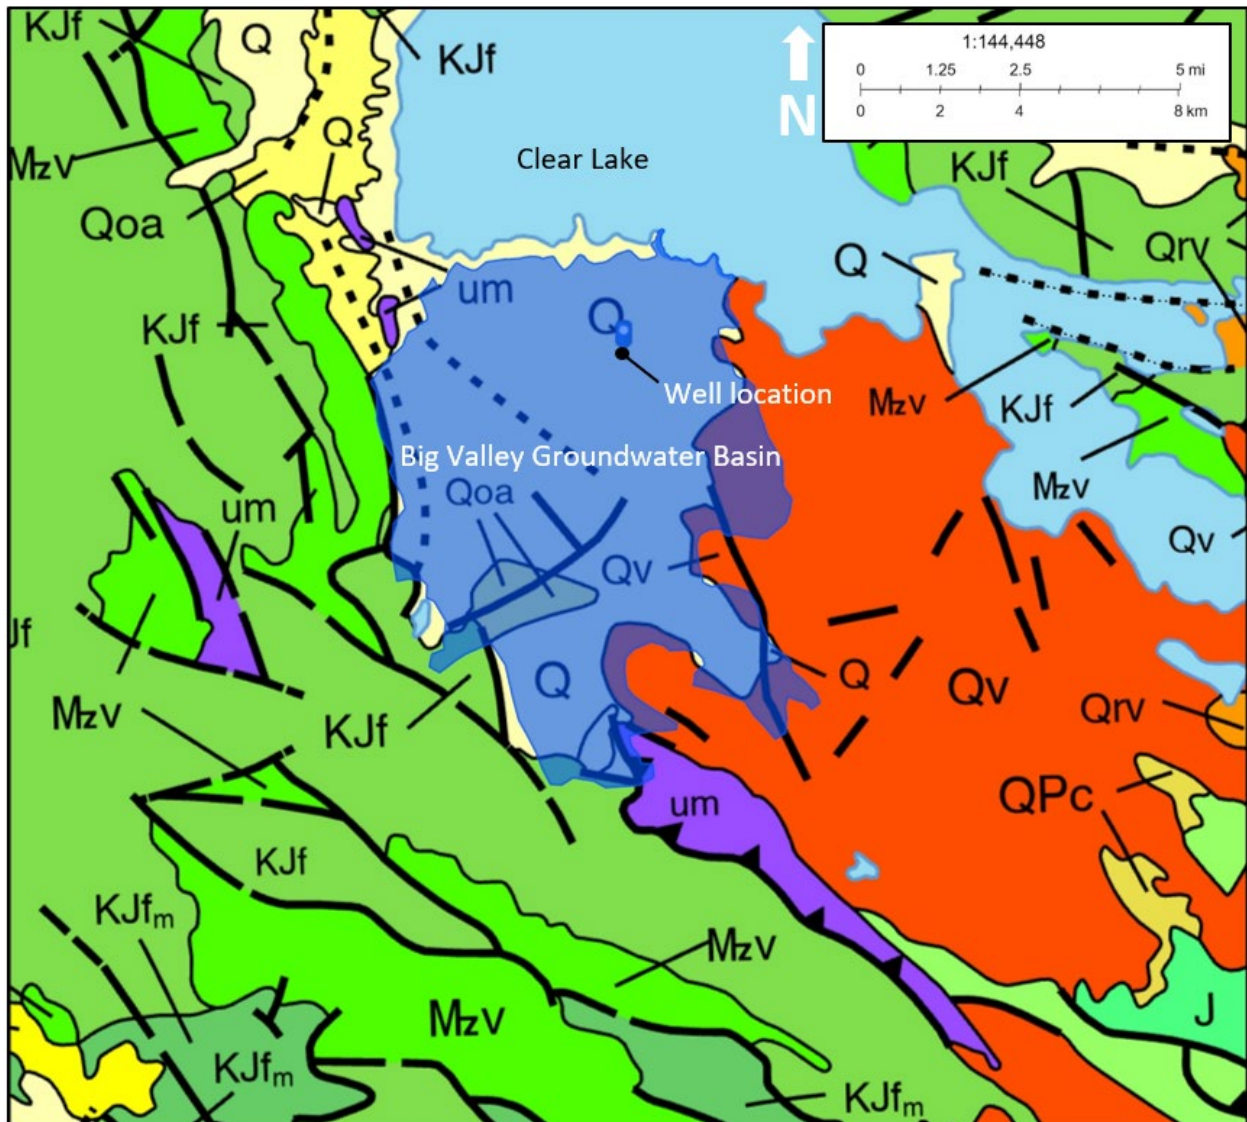 KJf
Q
KJf
1:144,448
0 1.25 2.5 5 mi
0 2 4 8 km
N
Q
Mzv
Clear Lake
KJf
Qoa
Qrv
Q
um
Q
KJf
Mzv
KJf
Well location
Big Valley Groundwater Basin
Qoa
Mzv
um
Qv
Qv
Jf
Q
Q
Qv
Mzv
KJf
Qrv
QPc
um
KJf
KJfm
Mzv
Mzv
J
KJfm
KJfm